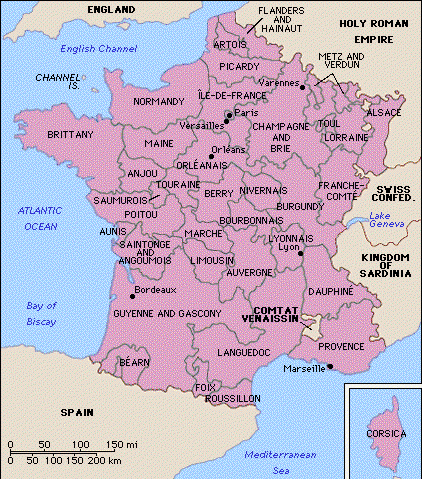 ENGLAND
FLANDERS
AND
HAINAUT
HOLY ROMAN
EMPIRE
English Channel
ARTOIS
METZ AND
VERDUN
CHANNEL
IS.
PICARDY
Varennes
NORMANDY
ÎLE-DE-FRANCE
Paris
Versailles
CHAMPAGNE
AND
BRIE
TOUL
LORRAINE
ALSACE
BRITTANY
MAINE
Orléans
ORLÉANAIS
ANJOU
TOURAINE
SAUMUROIS
BERRY
NIVERNAIS
BURGUNDY
FRANCHE-
COMTÉ
SWISS
CONFED.
ATLANTIC
OCEAN
POITOU
BOURBONNAIS
Lake
Geneva
AUNIS
MARCHE
SAINTONGE
AND
ANGOUMOIS
LIMOUSIN
LYONNAIS
Lyon
KINGDOM
OF
SARDINIA
AUVERGNE
DAUPHINÉ
Bordeaux
Bay of
Biscay
GUYENNE AND GASCONY
COMTAT
VENAISSIN
PROVENCE
LANGUEDOC
BÉARN
Marseille
FOIX
ROUSSILLON
CORSICA
SPAIN
0 50 100 150 mi
0 50 100 150 200 km
Mediterranean
Sea